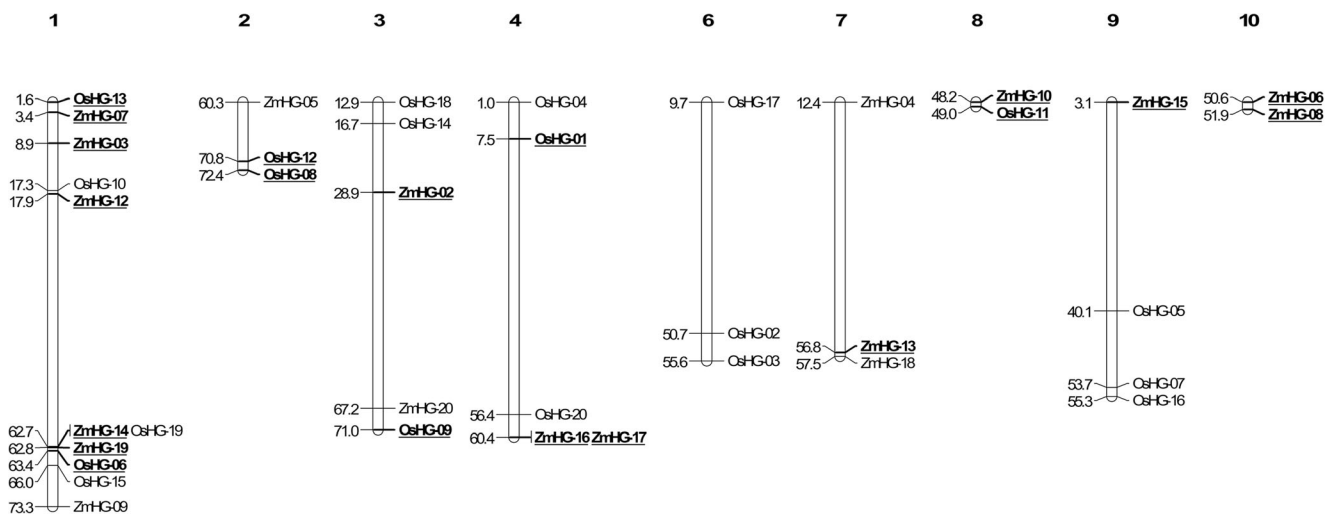 1 2 3 4 6 7 8 9 10
1.6 OsHG-13
3.4 ZmHG-07
8.9 ZmHG-03
17.3 OsHG-10
17.9 ZmHG-12
62.7 ZmHG-14 OsHG-19
62.8 ZmHG-19
63.4 OsHG-06
66.0 OsHG-15
73.3 ZmHG-09
60.3 ZmHG-05
70.8 OsHG-12
72.4 OsHG-08
12.9 OsHG-18
16.7 OsHG-14
28.9 ZmHG-02
67.2 ZmHG-20
71.0 OsHG-09
1.0 OsHG-04
7.5 OsHG-01
56.4 OsHG-20
60.4 ZmHG-16 ZmHG-17
9.7 OsHG-17
50.7 OsHG-02
55.6 OsHG-03
12.4 ZmHG-04
56.8 ZmHG-13
57.5 ZmHG-18
48.2 ZmHG-10
49.0 OsHG-11
3.1 ZmHG-15
40.1 OsHG-05
53.7 OsHG-07
55.3 OsHG-16
50.6 ZmHG-06
51.9 ZmHG-08